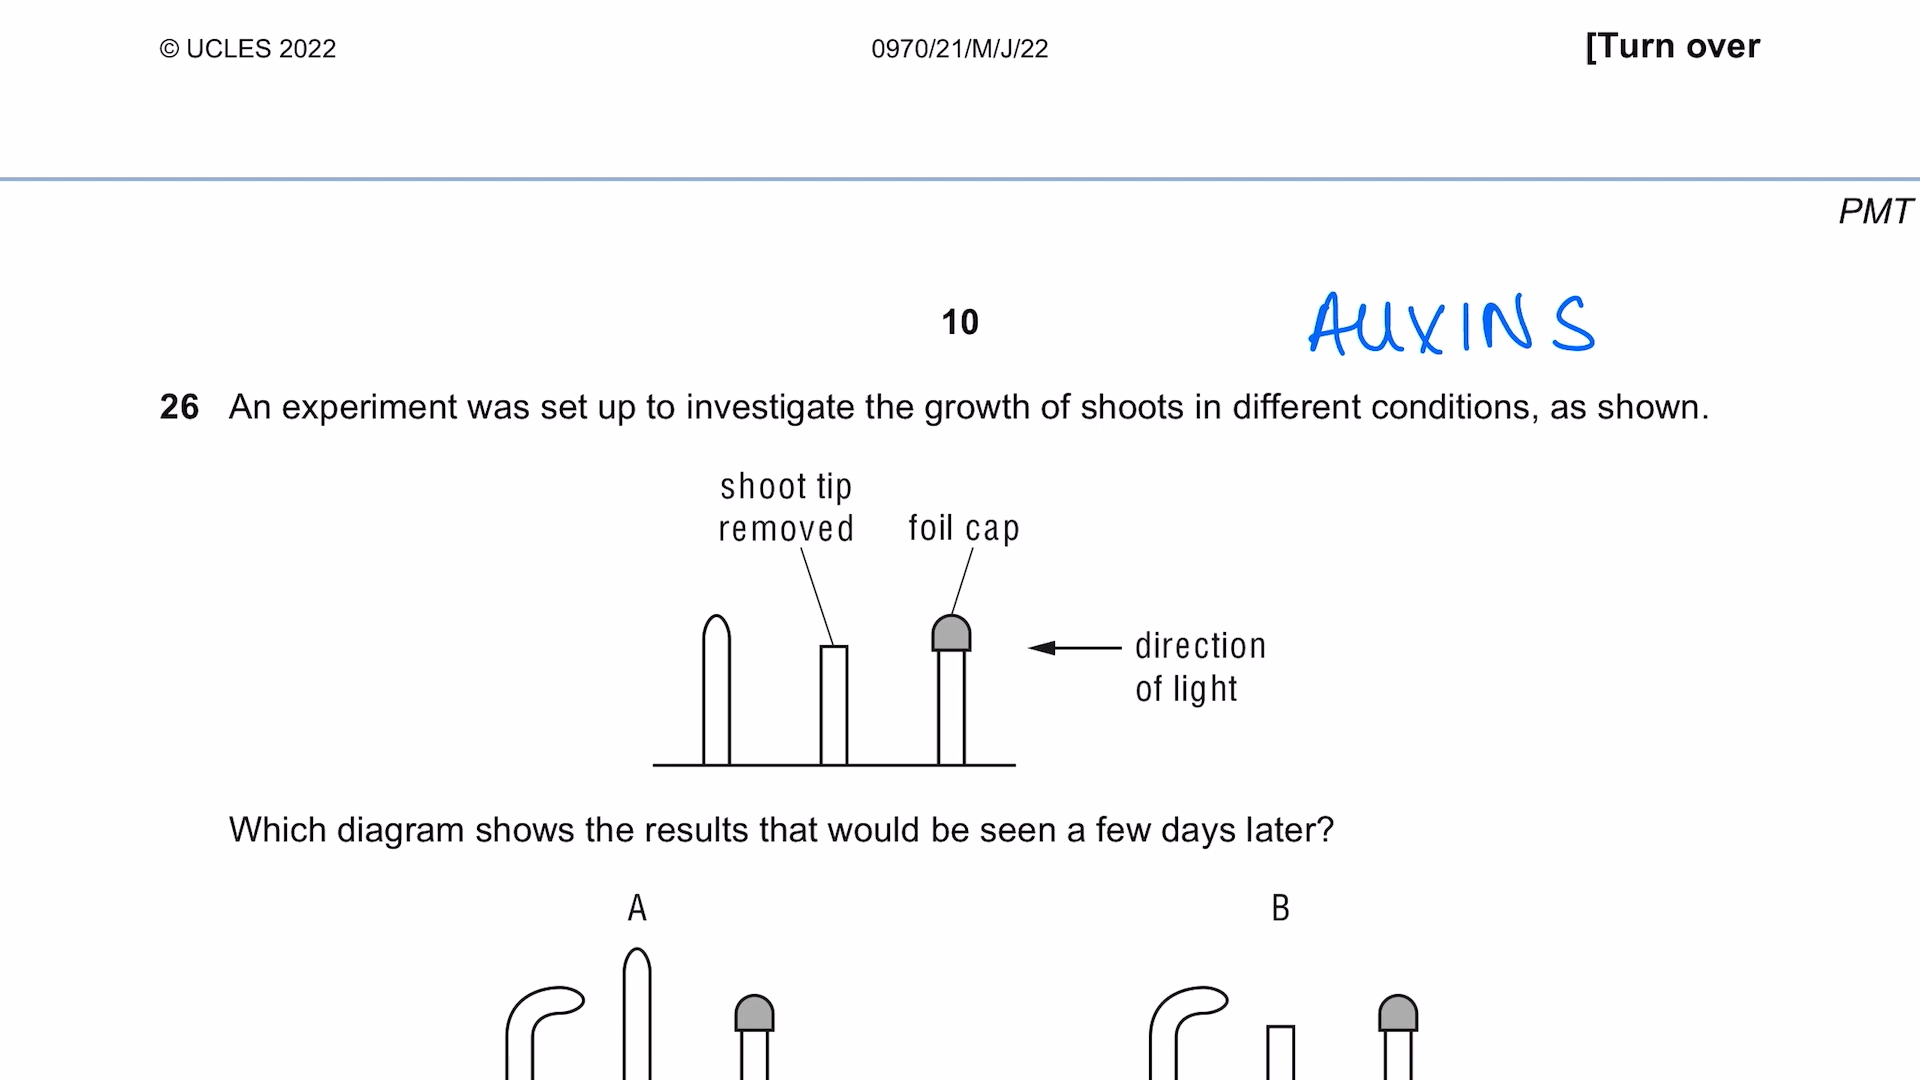 © UCLES 2022 0970/21/M/J/22 [Turn over
PMT
10
AUXINS
26 An experiment was set up to investigate the growth of shoots in different conditions, as shown.
shoot tip
removed
foil cap
direction
of light
Which diagram shows the results that would be seen a few days later?
A B